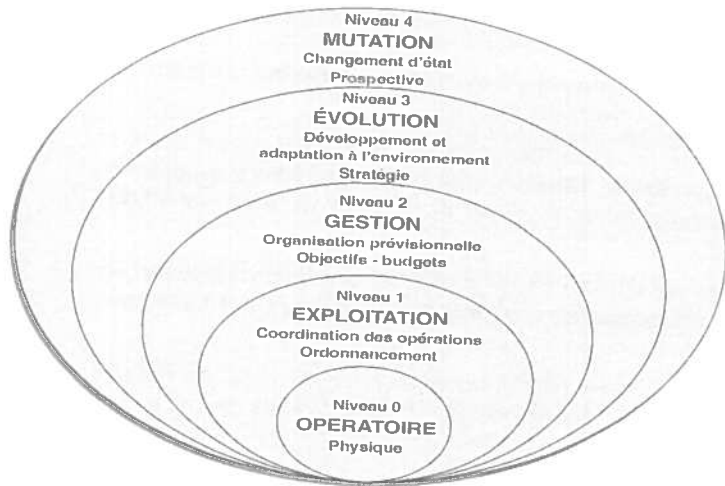 Niveau 4
MUTATION
Changement d'état
Prospective
Niveau 3
ÉVOLUTION
Développement et
adaptation à l'environnement
Stratégie
Niveau 2
GESTION
Organisation prévisionnelle
Objectifs - budgets
Niveau 1
EXPLOITATION
Coordination des opérations
Ordonnancement
Niveau 0
OPERATOIRE
Physique